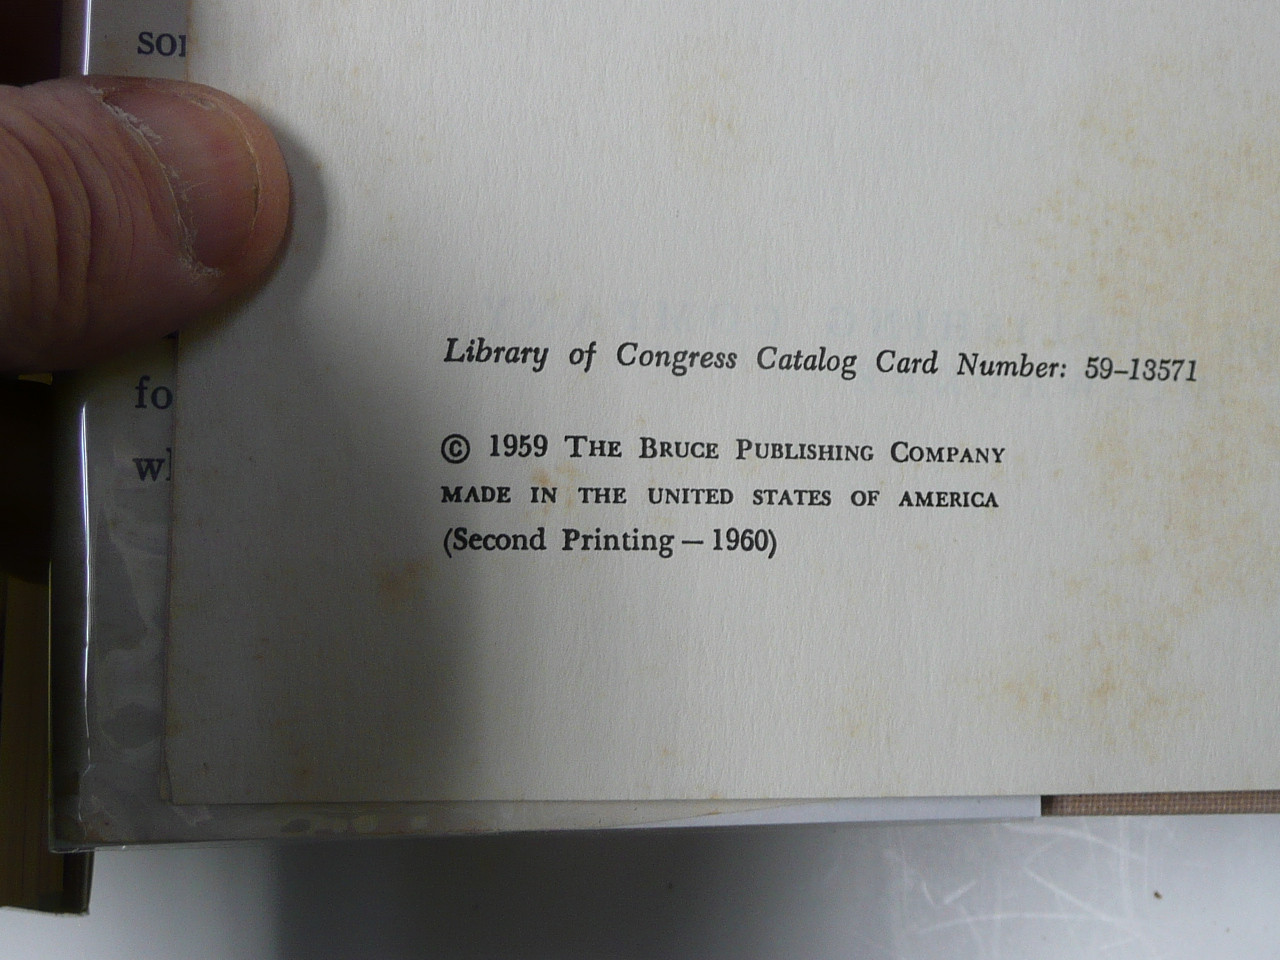 Library of Congress Catalog Card Number: 59–13571
© 1959 THE BRUCE PUBLISHING COMPANY
MADE IN THE UNITED STATES OF AMERICA
(Second Printing — 1960)
fo